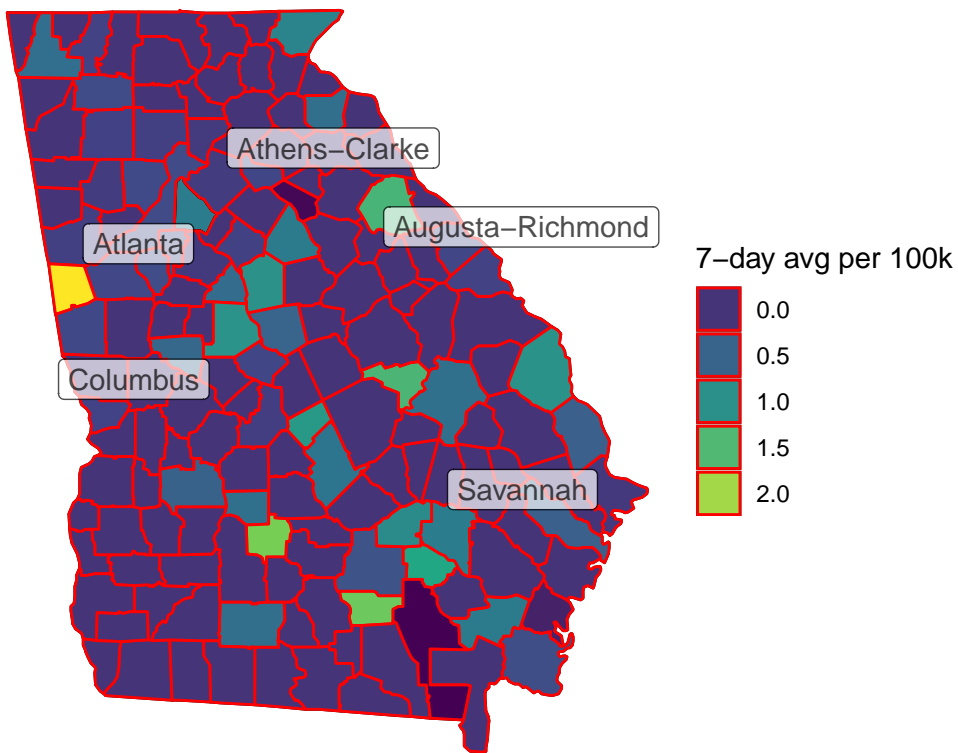 Athens−Clarke
Augusta−Richmond
Atlanta
Columbus
Savannah
7−day avg per 100k
0.0
0.5
1.0
1.5
2.0